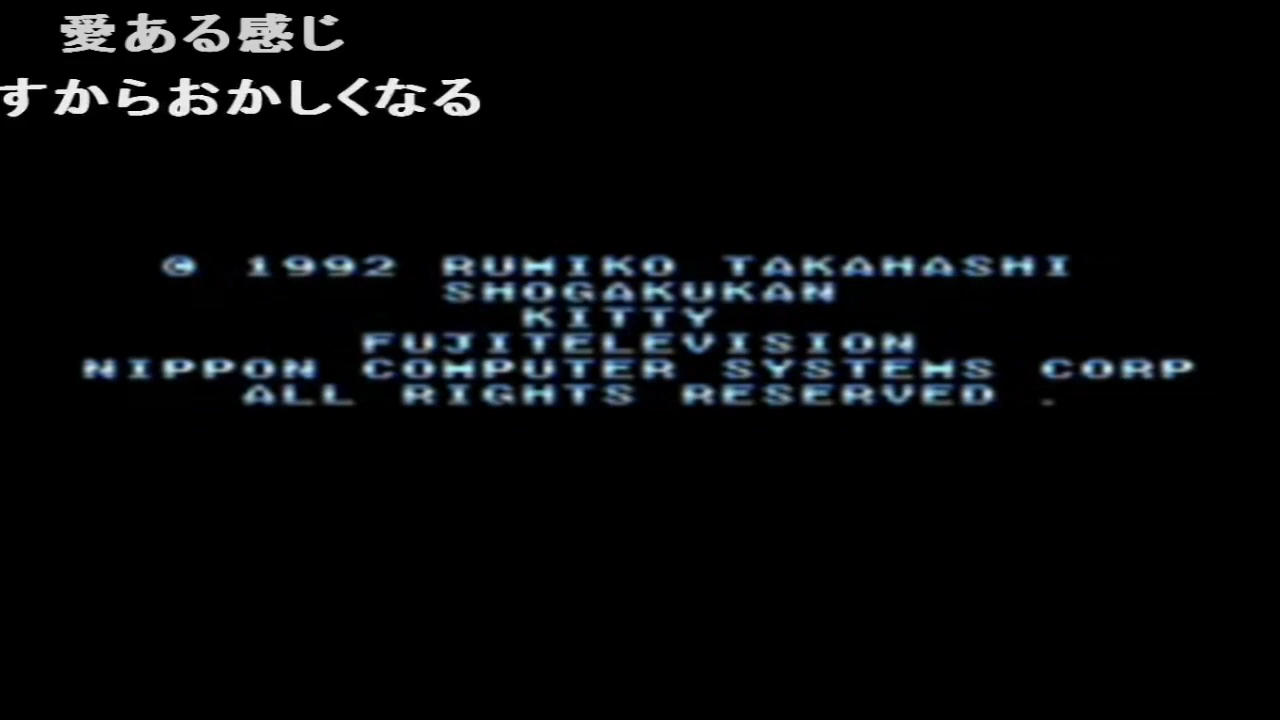 愛ある感じ
すからおかしくなる
© 1992 RUMIKO TAKAHASHI
SHOGAKUKAN
KITTY
FUJITELEVISION
NIPPON COMPUTER SYSTEMS CORP
ALL RIGHTS RESERVED .